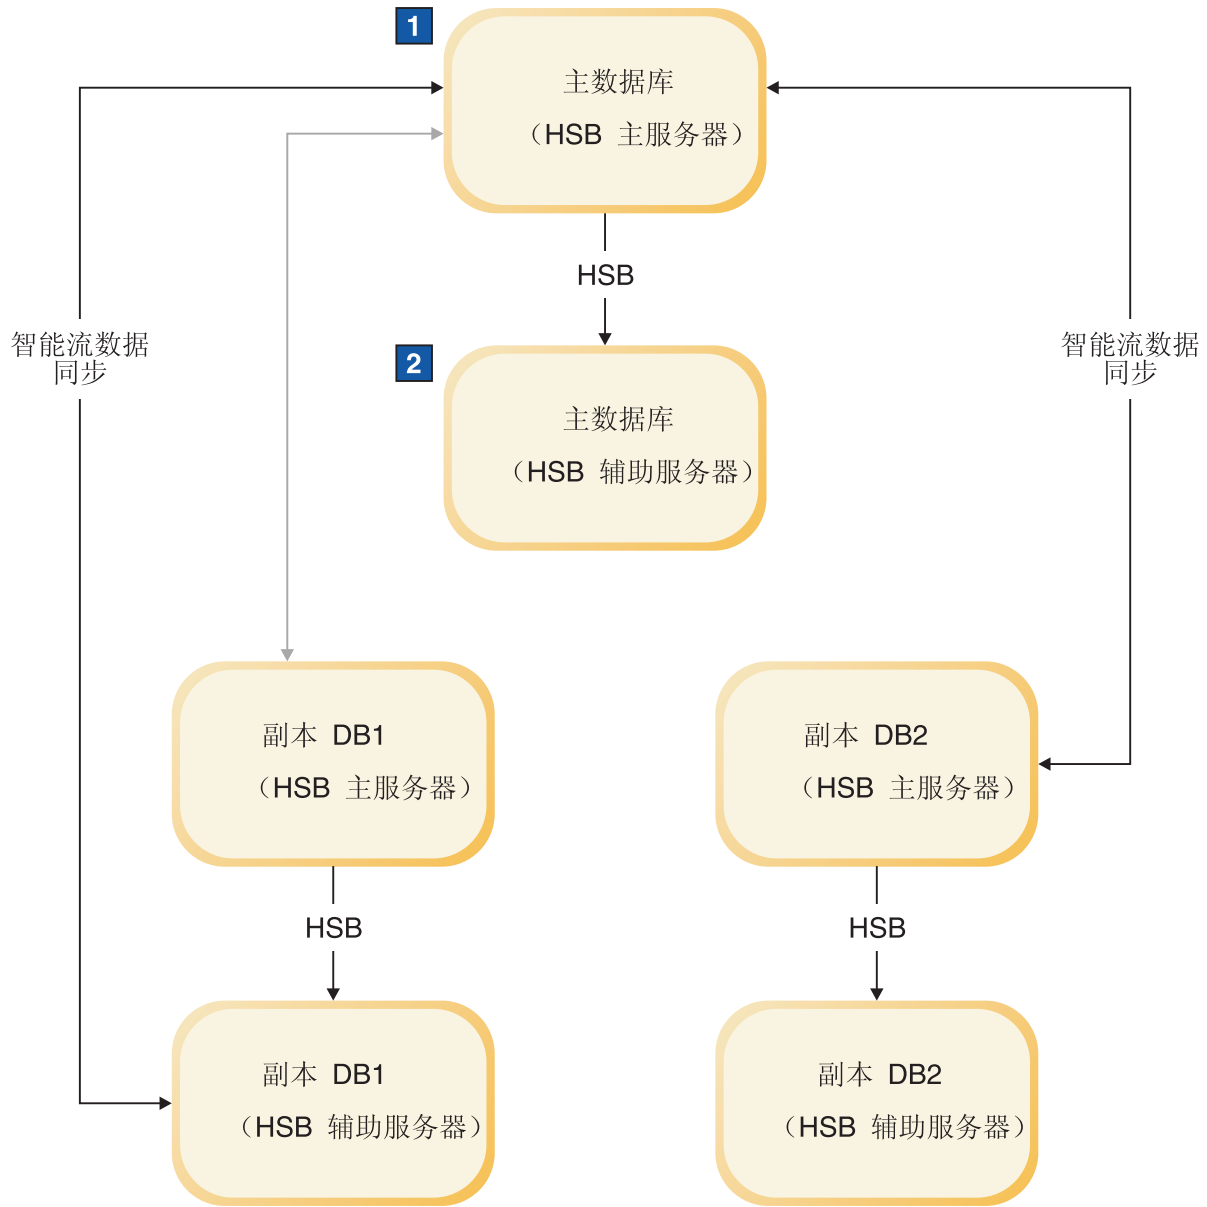 1
主数据库
（HSB 主服务器）
HSB
智能流数据
同步
智能流数据
同步
2
主数据库
（HSB 辅助服务器）
副本 DB1
（HSB 主服务器）
副本 DB2
（HSB 主服务器）
HSB
HSB
副本 DB1
（HSB 辅助服务器）
副本 DB2
（HSB 辅助服务器）